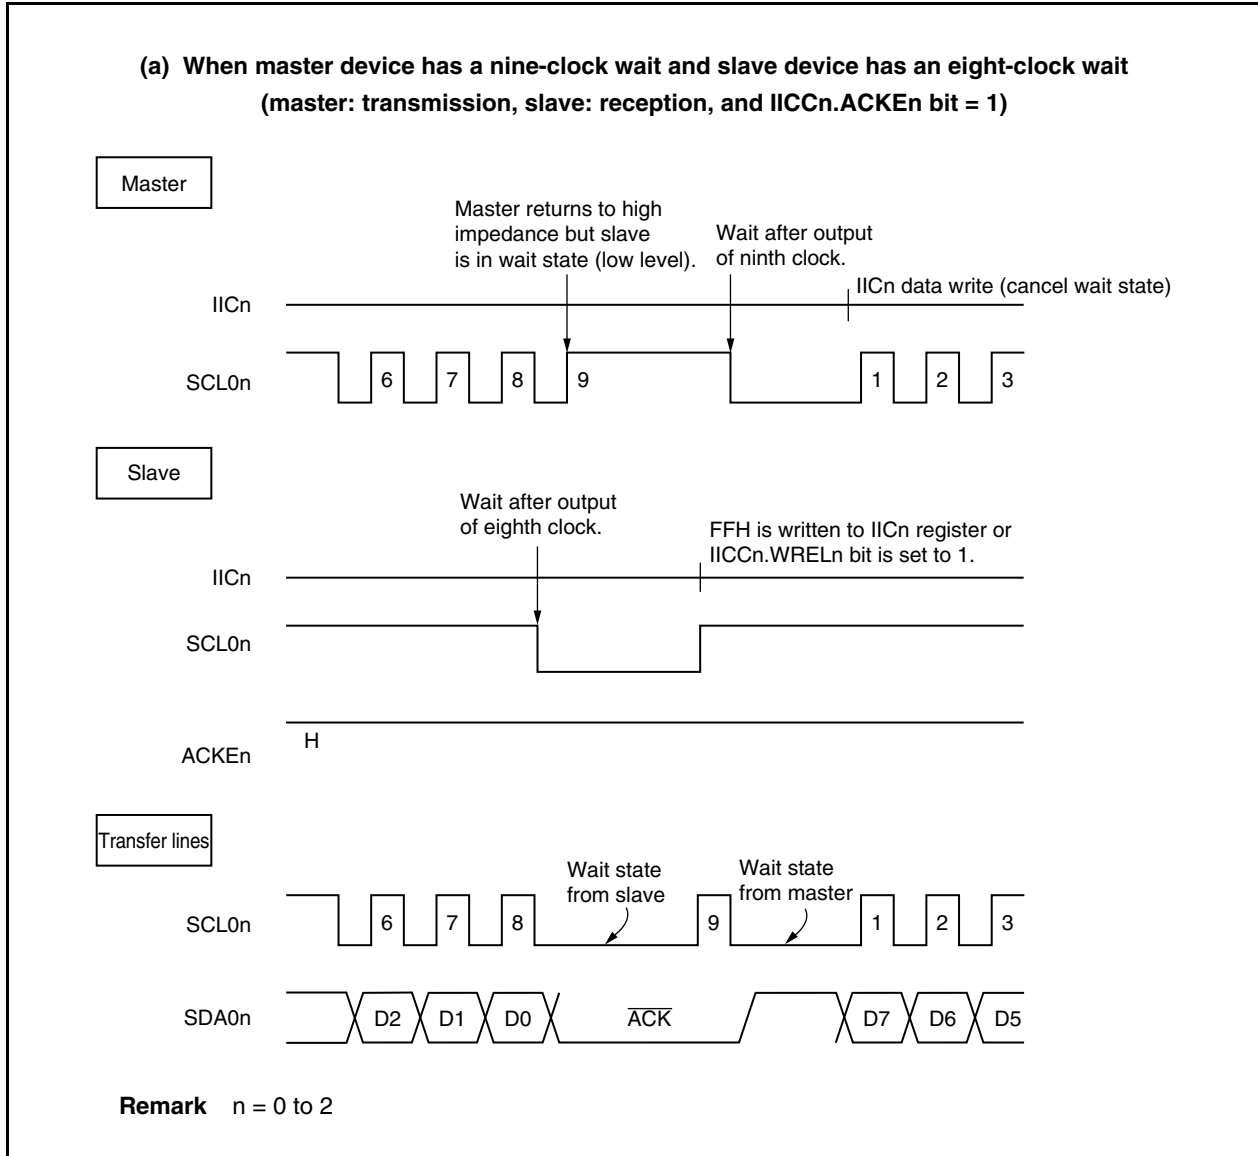 (a) When master device has a nine-clock wait and slave device has an eight-clock wait
(master: transmission, slave: reception, and IICCn.ACKEn bit = 1)
Master
Master returns to high
impedance but slave
is in wait state (low level).
Wait after output
of ninth clock.
IICn data write (cancel wait state)
IICn
SCL0n
6 7 8 9 1 2 3
Slave
Wait after output
of eighth clock.
FFH is written to IICn register or
IICCn.WRELn bit is set to 1.
IICn
SCL0n
H
ACKEn
Transfer lines
Wait state
from slave
Wait state
from master
SCL0n
6 7 8 9 1 2 3
SDA0n
D2 D1 D0 ACK D7 D6 D5
Remark n = 0 to 2